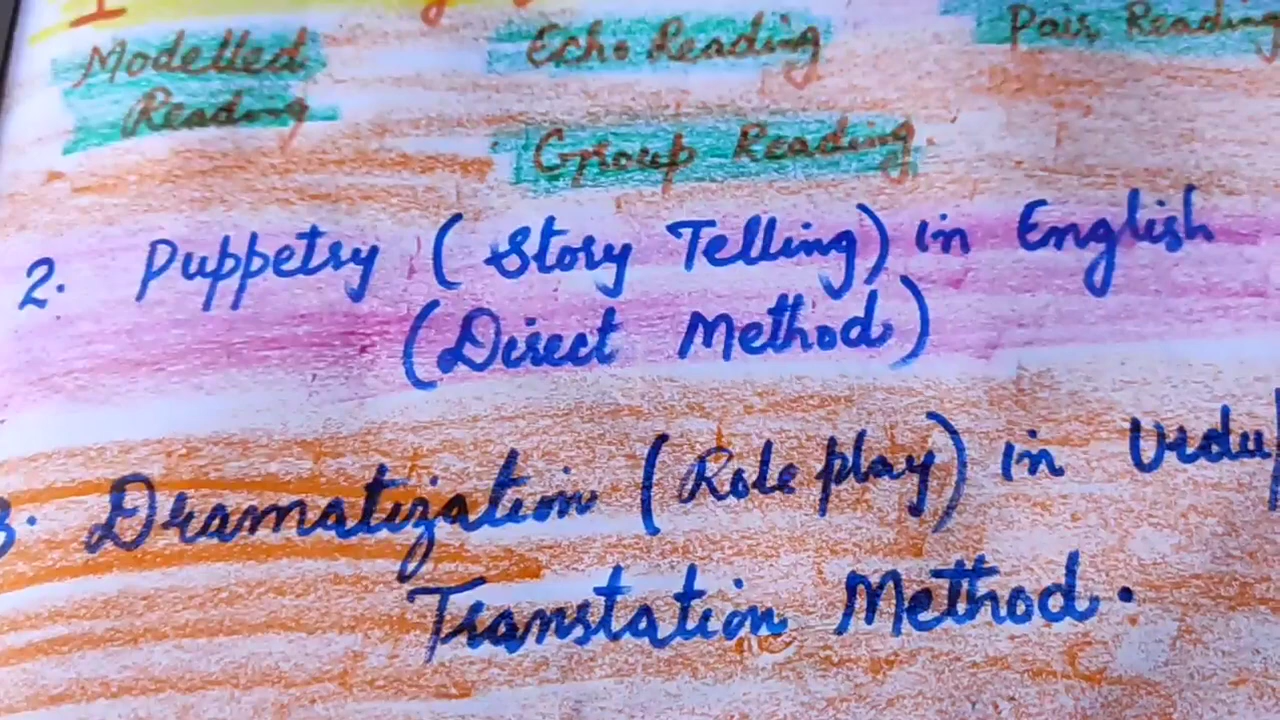 Modelled Echo Reading Pair Reading
Reading
Group Reading.
2. Puppetry (Story Telling) in English
(Direct Method)
3. Dramatization (Role play) in Urdu/
Transtation Method.